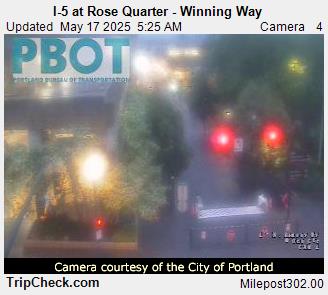 I-5 at Rose Quarter - Winning Way
Updated May 17 2025 5:25 AM Camera 4
PBOT
PORTLAND BUREAU OF TRANSPORTATION
Camera courtesy of the City of Portland
TripCheck.com Milepost302.00